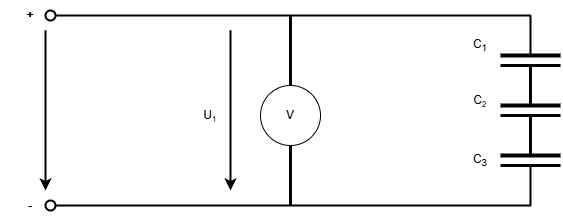 +
C₁
C₂
U₁
V
C₃
-